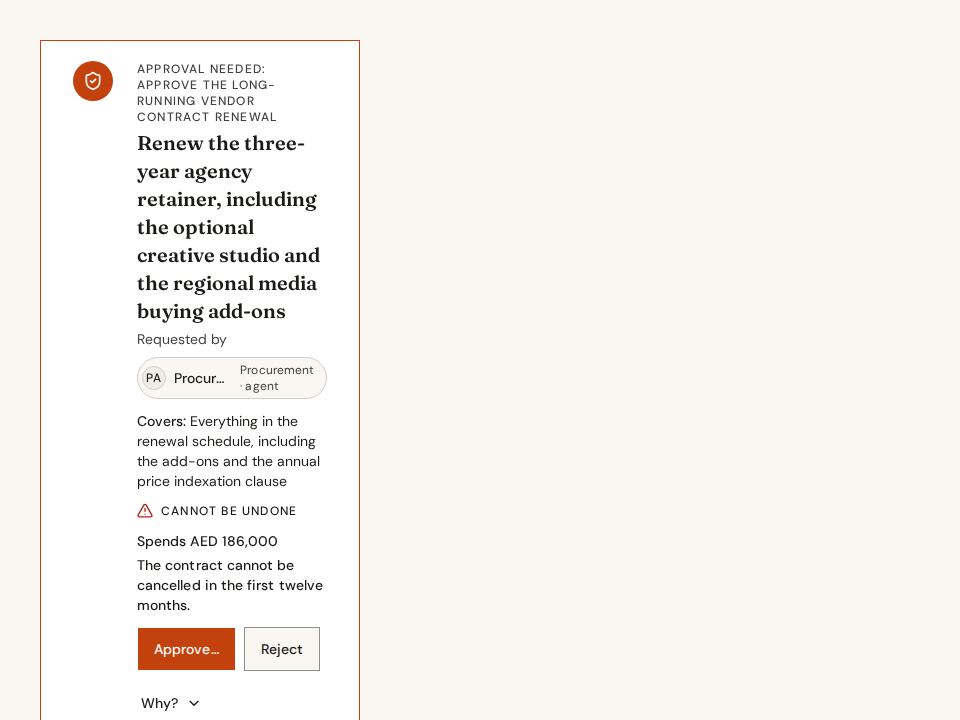 APPROVAL NEEDED:
APPROVE THE LONG-
RUNNING VENDOR
CONTRACT RENEWAL
Renew the three-
year agency
retainer, including
the optional
creative studio and
the regional media
buying add-ons
Requested by
PA Procur… Procurement
· agent
Covers: Everything in the
renewal schedule, including
the add-ons and the annual
price indexation clause
CANNOT BE UNDONE
Spends AED 186,000
The contract cannot be
cancelled in the first twelve
months.
Approve… Reject
Why?